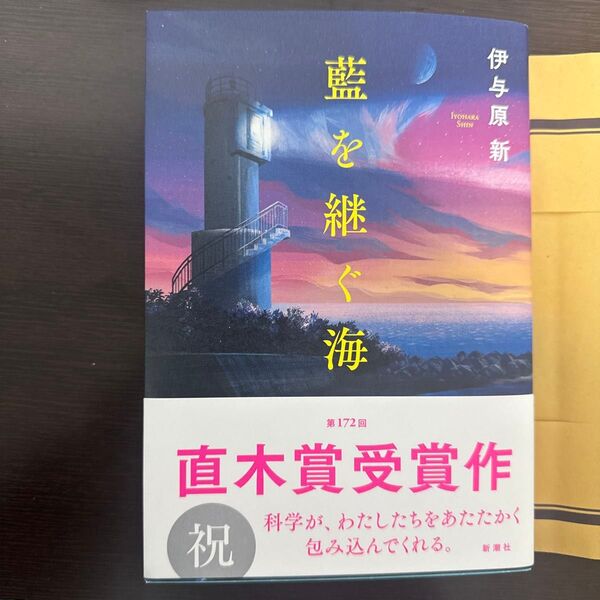 伊与原 新
IYOHARA
SHIN
藍を継ぐ海
第172回
直木賞受賞作
祝
科学が、わたしたちをあたたかく
包み込んでくれる。
新潮社